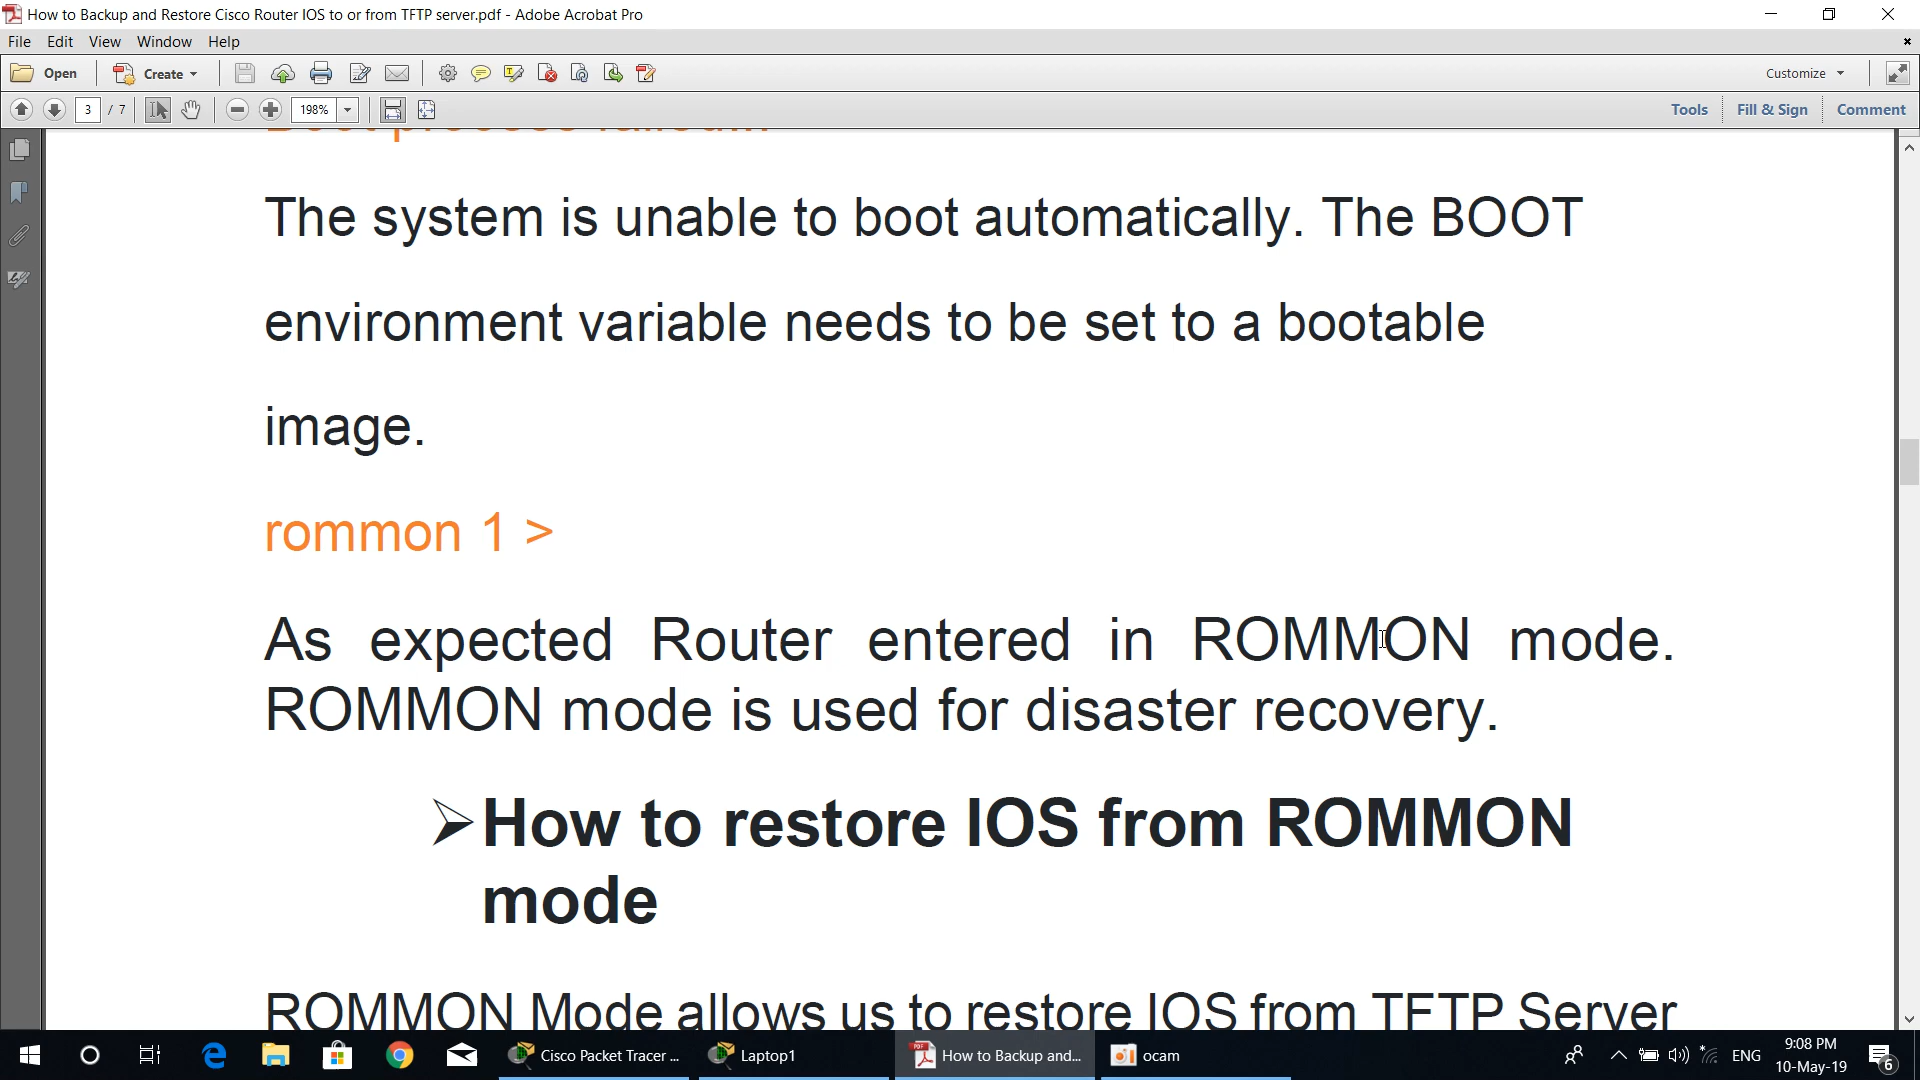 How to Backup and Restore Cisco Router IOS to or from TFTP server.pdf - Adobe Acrobat Pro
File Edit View Window Help
Open Create Customize
3 / 7 198% Tools Fill & Sign Comment
The system is unable to boot automatically. The BOOT
environment variable needs to be set to a bootable
image.
rommon 1 >
As expected Router entered in ROMMON mode.
ROMMON mode is used for disaster recovery.
➢How to restore IOS from ROMMON
mode
ROMMON Mode allows us to restore IOS from TFTP Server
Cisco Packet Tracer ... Laptop1 How to Backup and... ocam ENG 9:08 PM
10-May-19 6